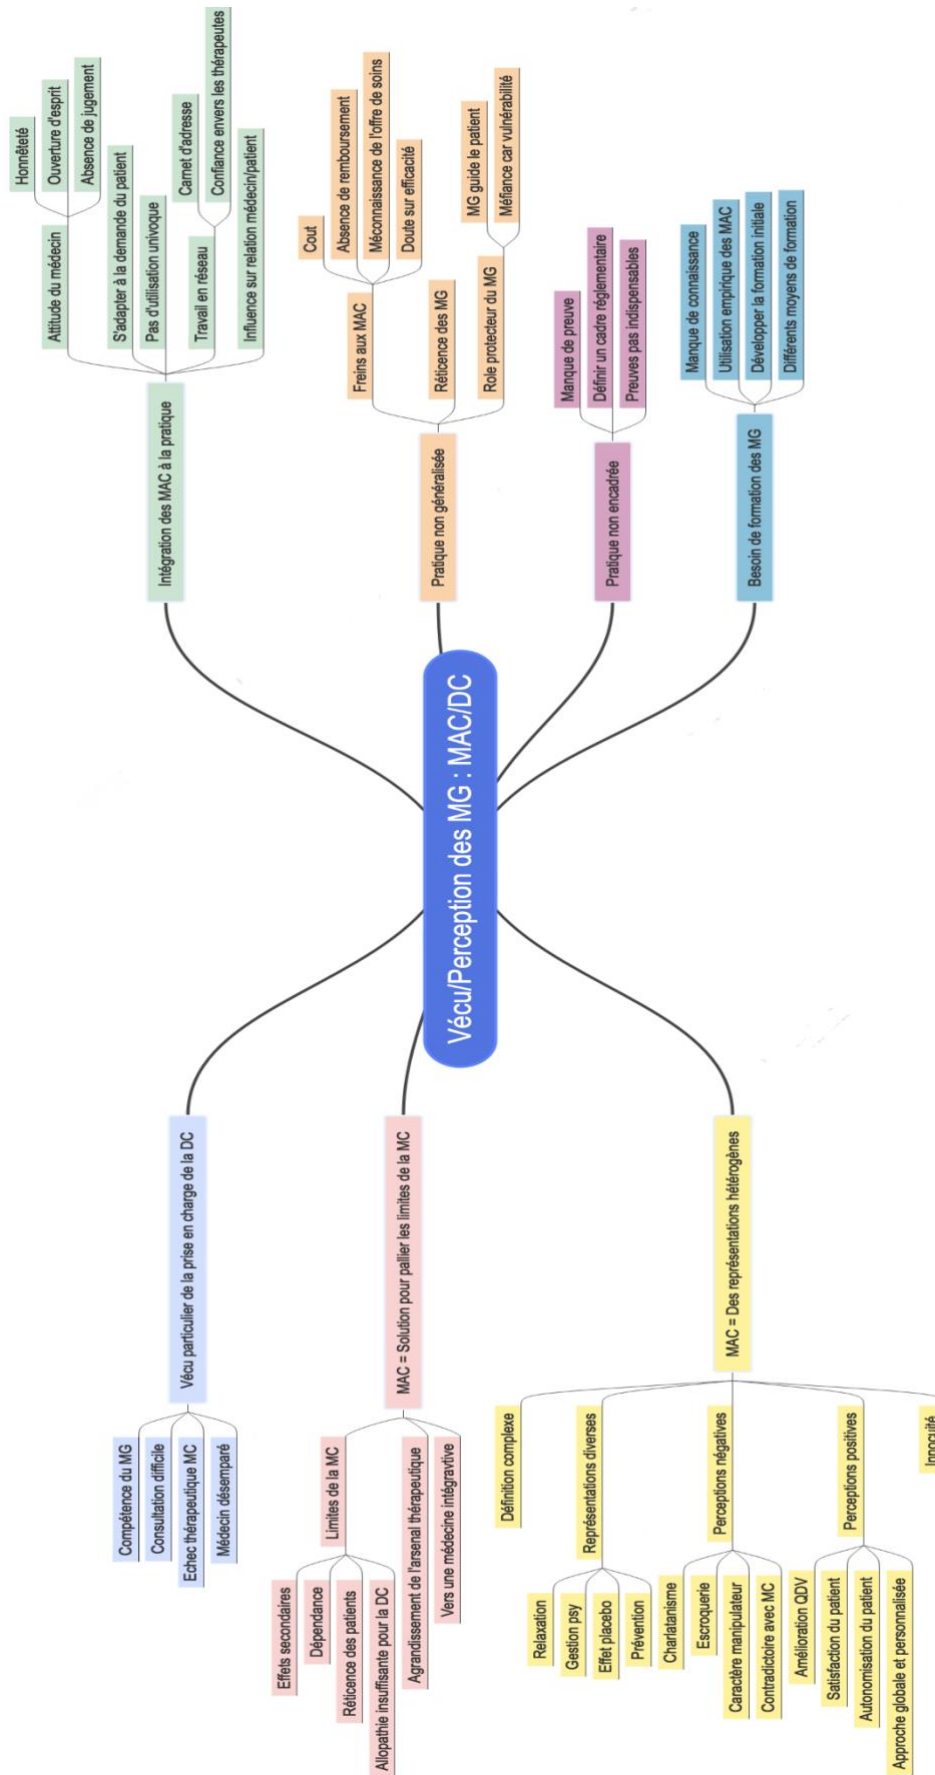 Vécu/Perception des MG : MAC/DC
Vécu particulier de la prise en charge de la DC
Compétence du MG
Consultation difficile
Echec thérapeutique MC
Médecin désemparé
MAC = Solution pour pallier les limites de la MC
Limites de la MC
Effets secondaires
Dépendance
Réticence des patients
Allopathie insuffisante pour la DC
Agrandissement de l'arsenal thérapeutique
Vers une médecine intégravtive
MAC = Des représentations hétérogènes
Définition complexe
Représentations diverses
Relaxation
Gestion psy
Effet placebo
Prévention
Perceptions négatives
Charlatanisme
Escroquerie
Caractère manipulateur
Contradictoire avec MC
Perceptions positives
Amélioration QDV
Satisfaction du patient
Autonomisation du patient
Approche globale et personnalisée
Innocuité
Intégration des MAC à la pratique
Attitude du médecin
Honnêteté
Ouverture d'esprit
Absence de jugement
S'adapter à la demande du patient
Pas d'utilisation univoque
Travail en réseau
Carnet d'adresse
Confiance envers les thérapeutes
Influence sur relation médecin/patient
Pratique non généralisée
Freins aux MAC
Cout
Absence de remboursement
Méconnaissance de l'offre de soins
Doute sur efficacité
Réticence des MG
Role protecteur du MG
MG guide le patient
Méfiance car vulnérabilité
Pratique non encadrée
Manque de preuve
Définir un cadre réglementaire
Preuves pas indispensables
Besoin de formation des MG
Manque de connaissance
Utilisation empirique des MAC
Développer la formation initiale
Différents moyens de formation